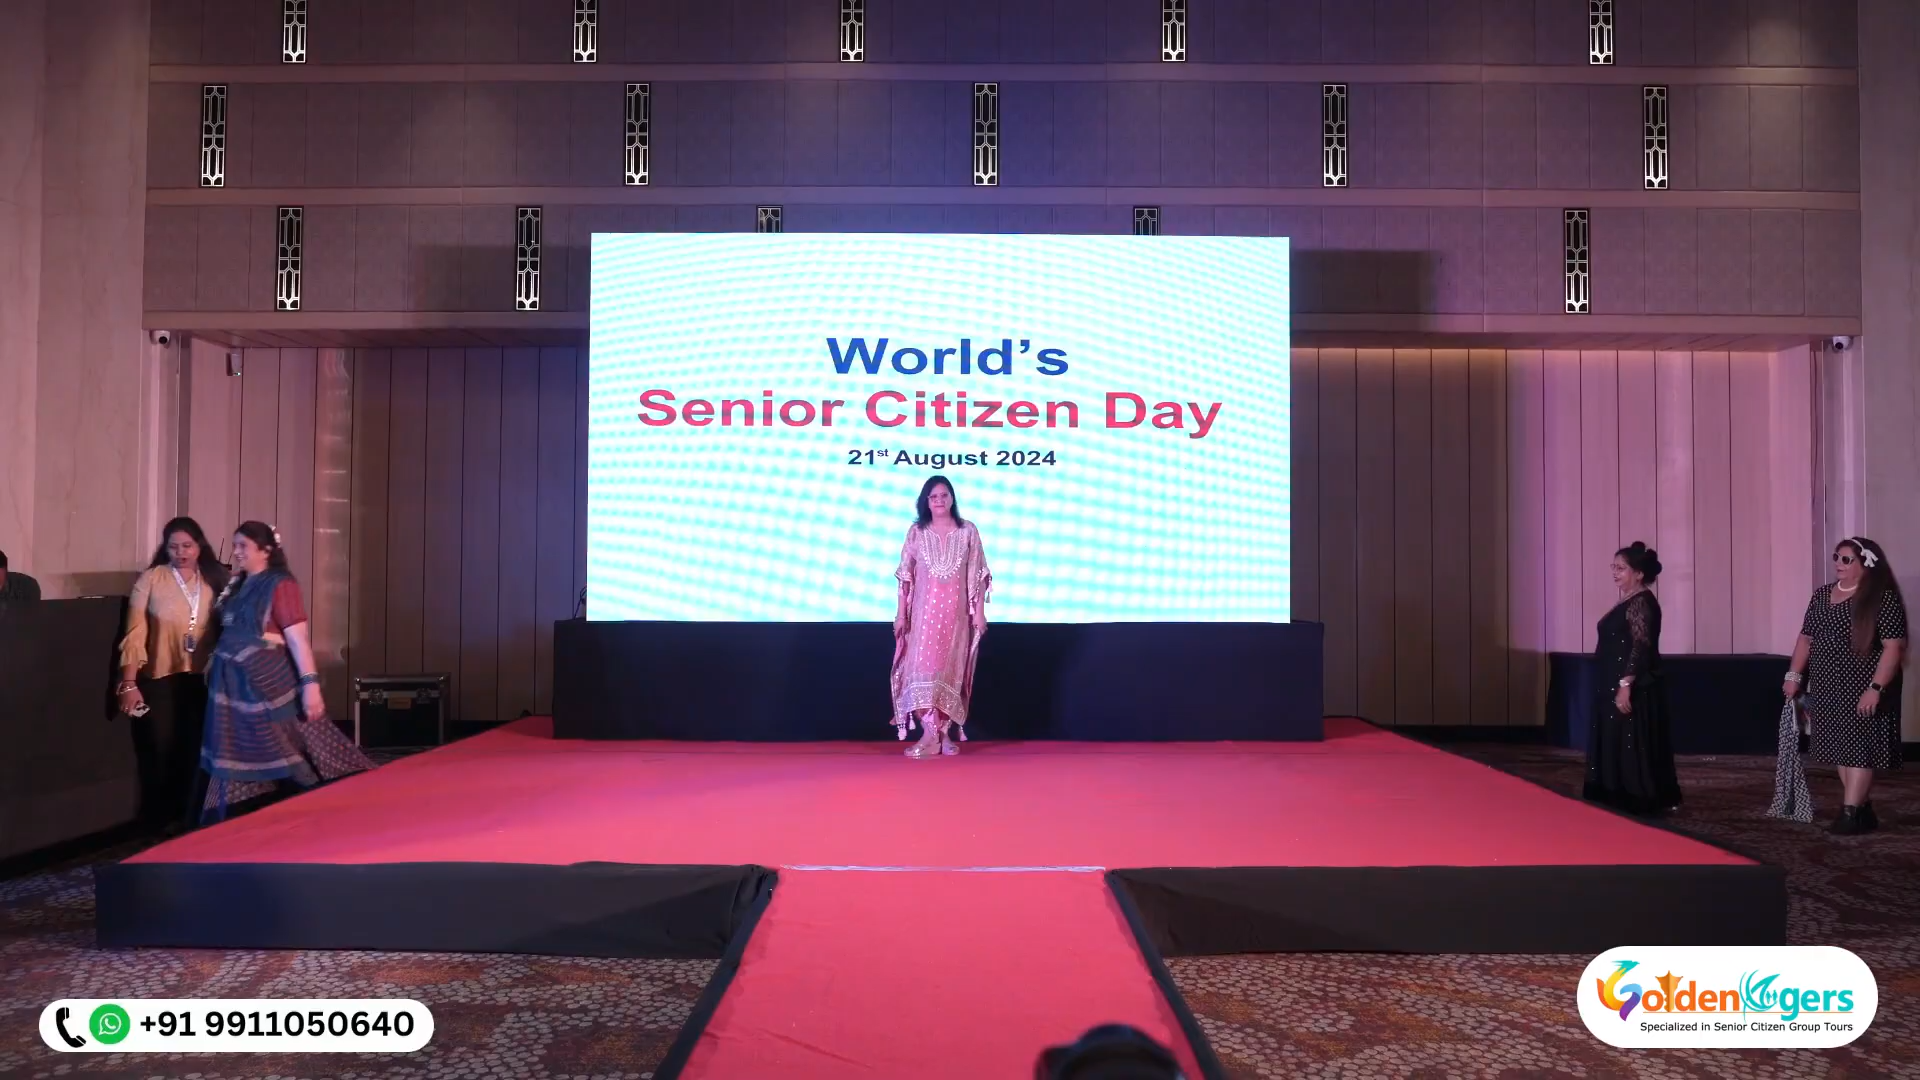 World's
Senior Citizen Day
21st August 2024
+91 9911050640
Golden Agers
Specialized in Senior Citizen Group Tours